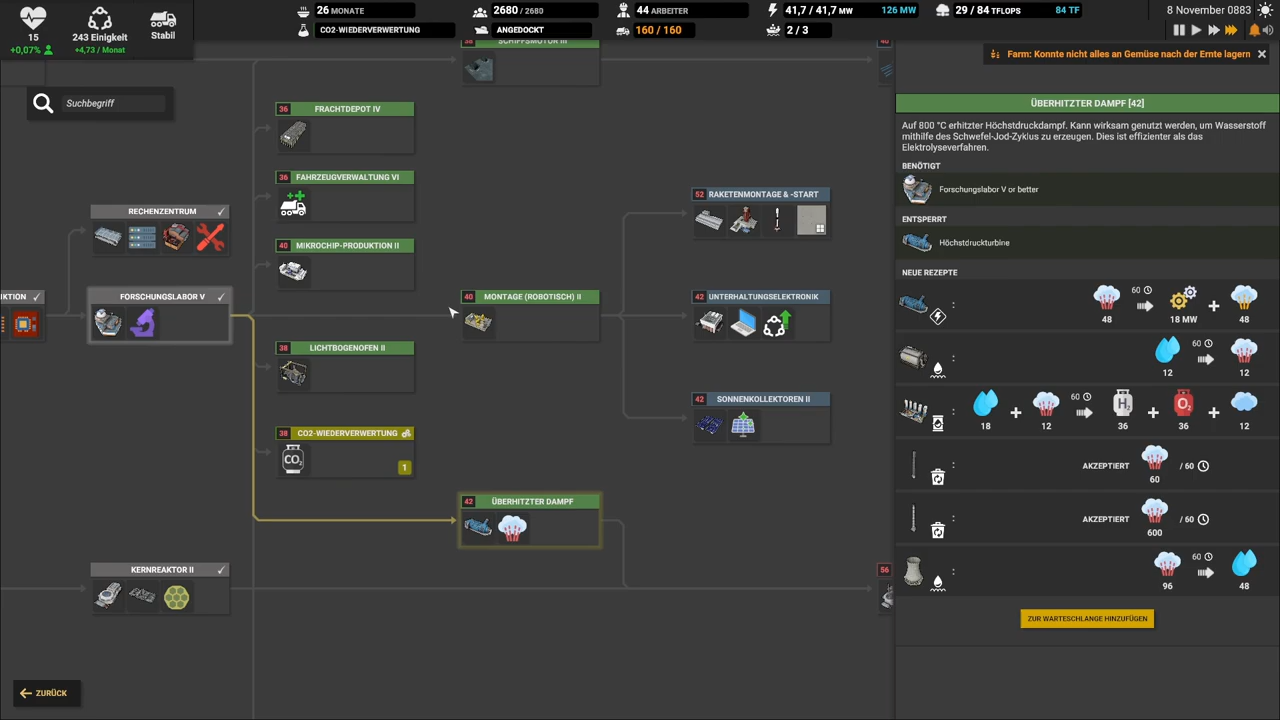 15
+0,07%
243 Einigkeit
+4,73 / Monat
Stabil
26 MONATE
CO2-WIEDERVERWERTUNG
2680 / 2680
ANGEDOCKT
44 ARBEITER
160 / 160
41,7 / 41,7 MW
126 MW
2 / 3
29 / 84 TFLOPS
84 TF
8 November 0883
Farm: Konnte nicht alles an Gemüse nach der Ernte lagern
Suchbegriff
38 SCHIFFSMOTOR III
36 FRACHTDEPOT IV
36 FAHRZEUGVERWALTUNG VI
RECHENZENTRUM
40 MIKROCHIP-PRODUKTION II
52 RAKETENMONTAGE & -START
KTION
FORSCHUNGSLABOR V
40 MONTAGE (ROBOTISCH) II
42 UNTERHALTUNGSELEKTRONIK
38 LICHTBOGENOFEN II
42 SONNENKOLLEKTOREN II
38 CO2-WIEDERVERWERTUNG
CO2
1
42 ÜBERHITZTER DAMPF
KERNREAKTOR II
56
ZURÜCK
ÜBERHITZTER DAMPF [42]
Auf 800 °C erhitzter Höchstdruckdampf. Kann wirksam genutzt werden, um Wasserstoff
mithilfe des Schwefel-Jod-Zyklus zu erzeugen. Dies ist effizienter als das
Elektrolyseverfahren.
BENÖTIGT
Forschungslabor V or better
ENTSPERRT
Höchstdruckturbine
NEUE REZEPTE
: 48 60 18 MW + 48
: 12 60 12
: 18 + 12 60 H2 36 + O2 36 + 12
: AKZEPTIERT 60 / 60
: AKZEPTIERT 600 / 60
: 96 60 48
ZUR WARTESCHLANGE HINZUFÜGEN